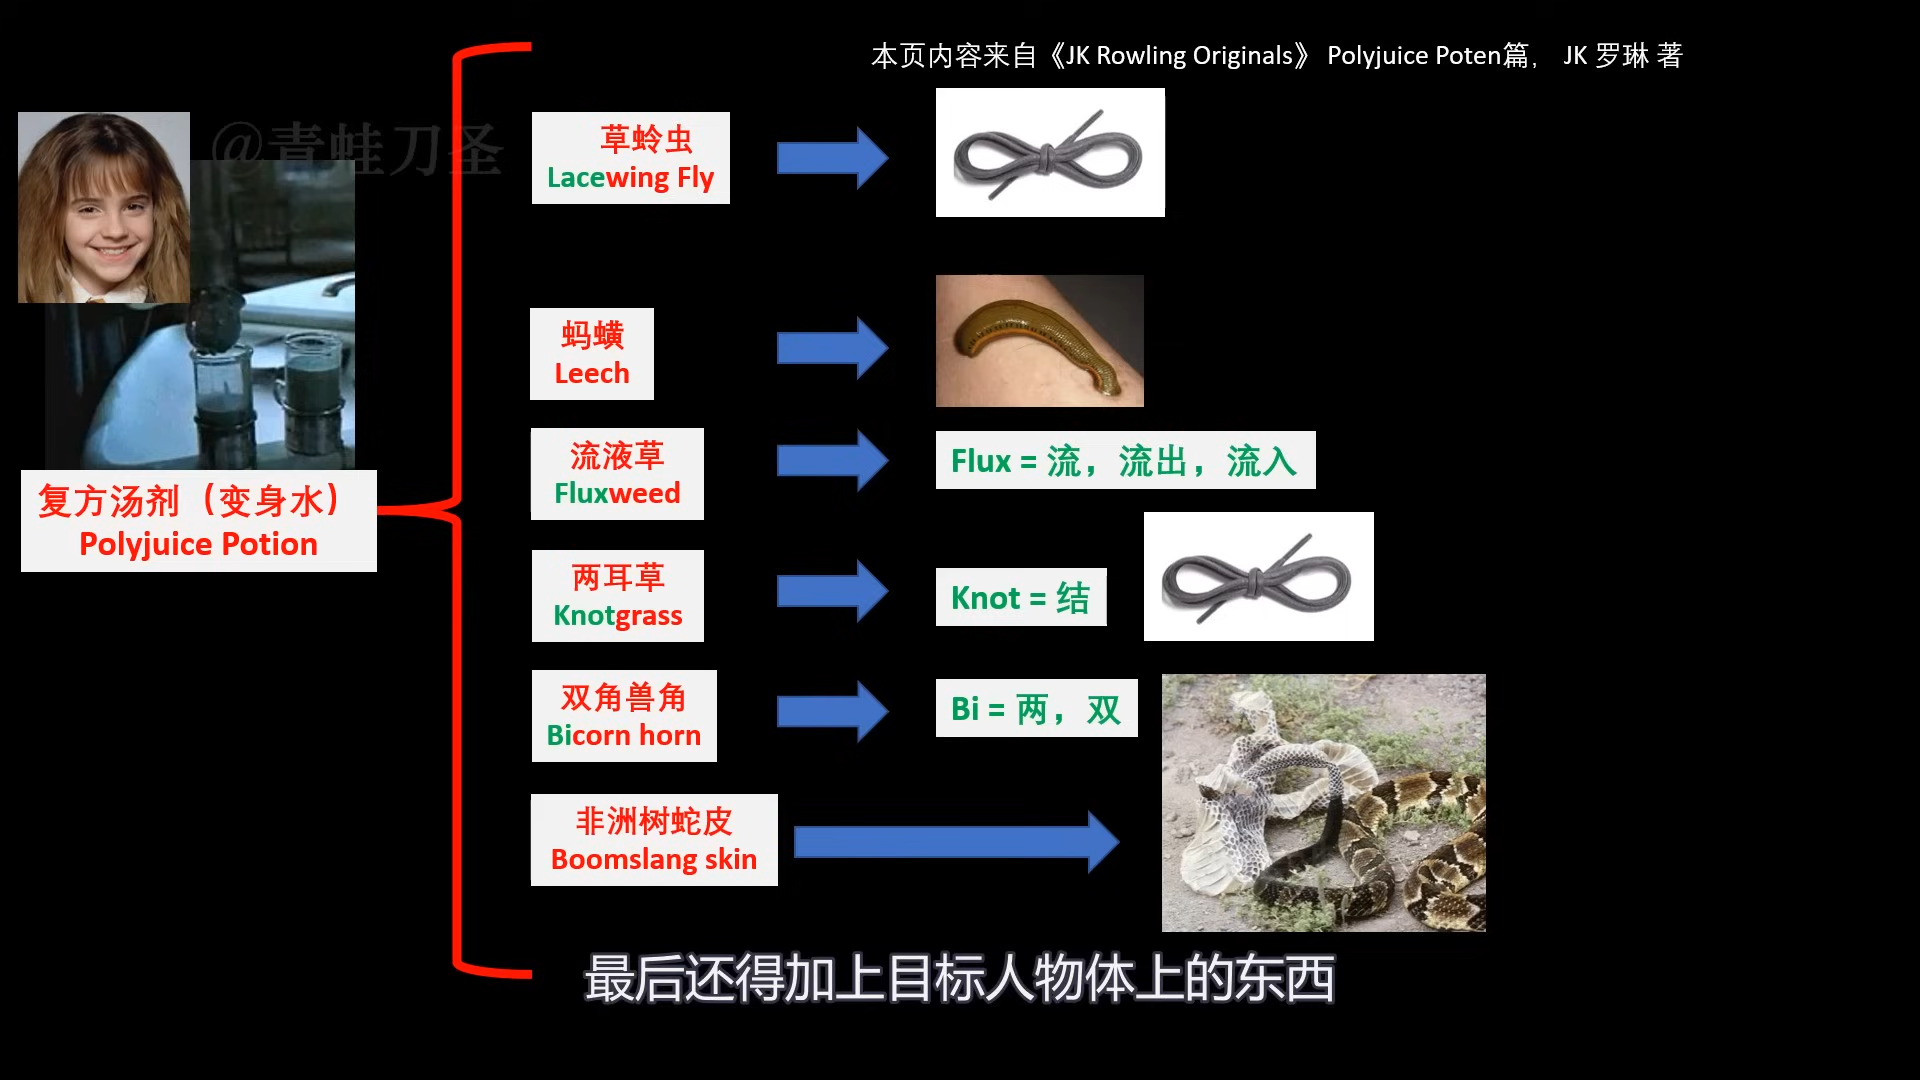 本页内容来自《JK Rowling Originals》 Polyjuice Poten篇, JK 罗琳 著
@青蛙刀圣
草蛉虫
Lacewing Fly
蚂蟥
Leech
流液草
Fluxweed
Flux = 流，流出，流入
复方汤剂（变身水）
Polyjuice Potion
两耳草
Knotgrass
Knot = 结
双角兽角
Bicorn horn
Bi = 两，双
非洲树蛇皮
Boomslang skin
最后还得加上目标人物体上的东西